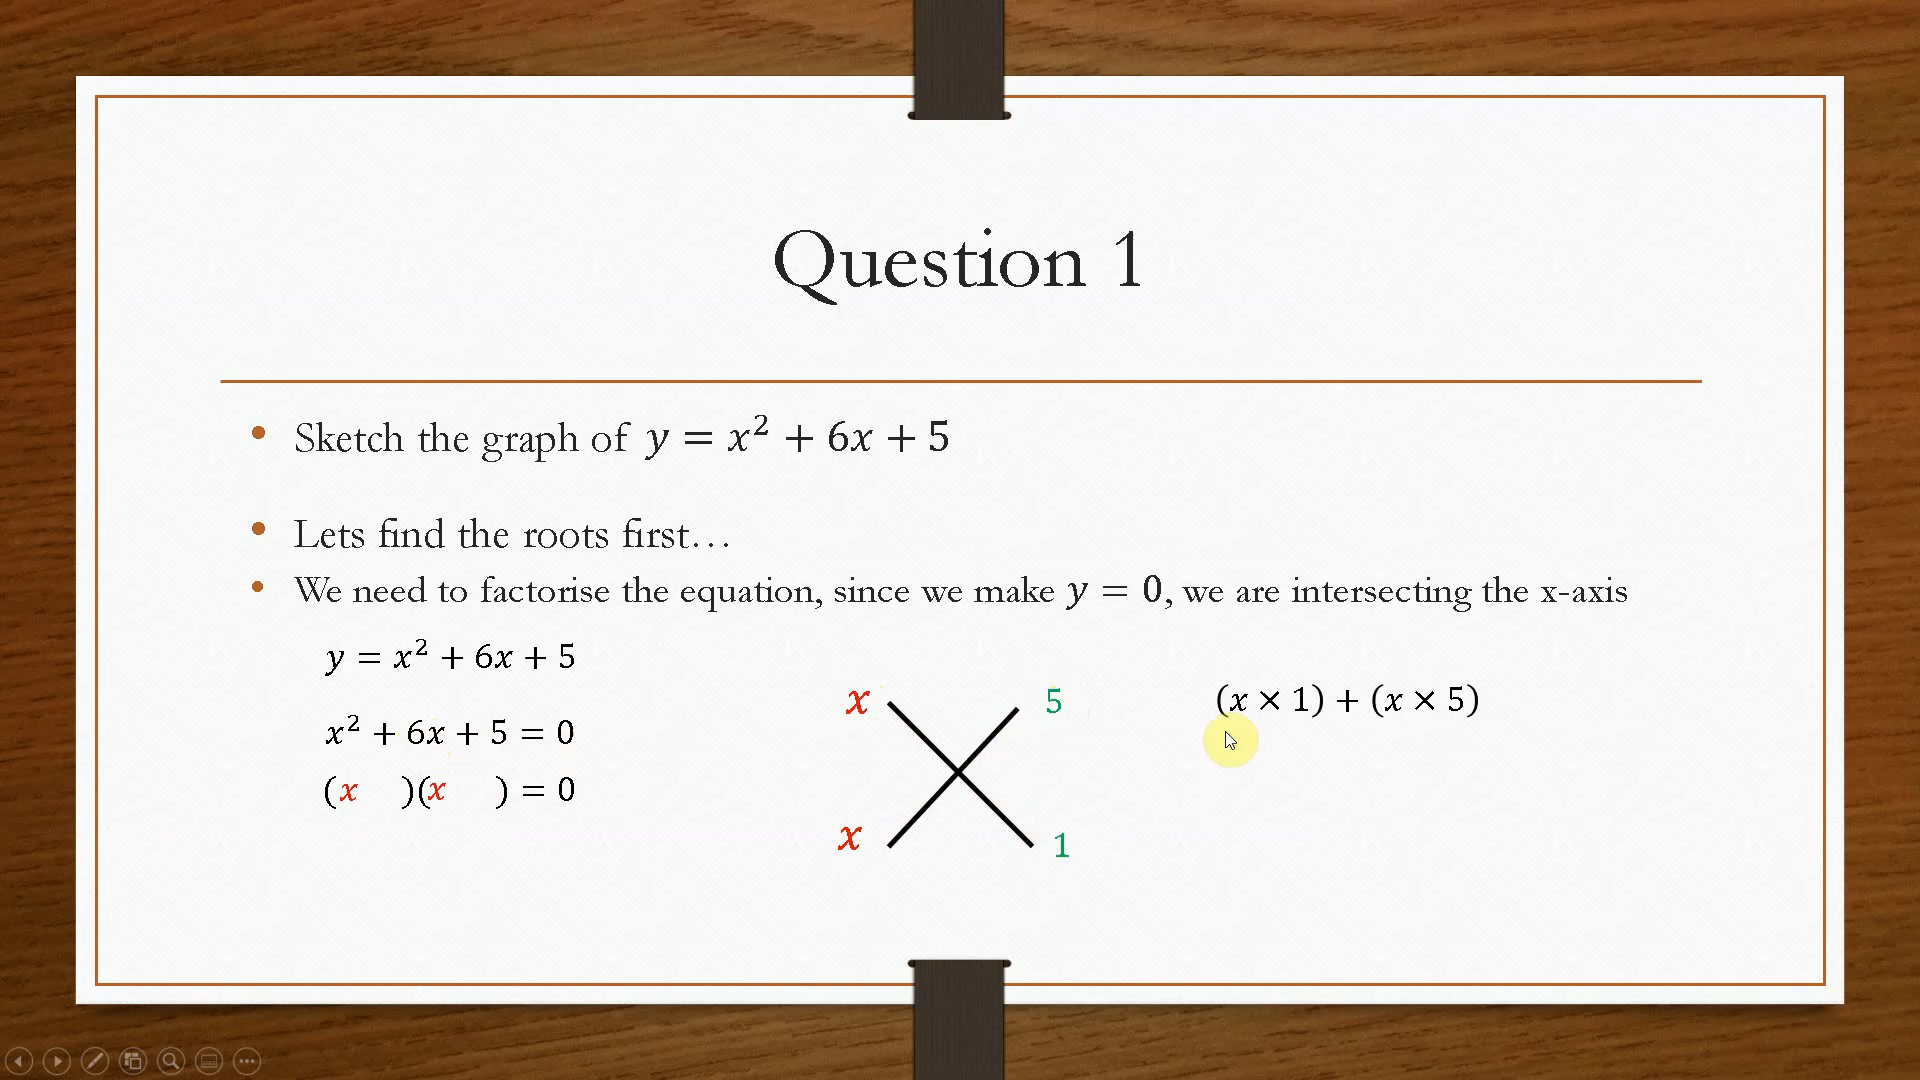 Question 1
• Sketch the graph of y = x² + 6x + 5
• Lets find the roots first…
• We need to factorise the equation, since we make y = 0, we are intersecting the x-axis
y = x² + 6x + 5
x² + 6x + 5 = 0
(x )(x ) = 0
x 5
x 1
(x × 1) + (x × 5)